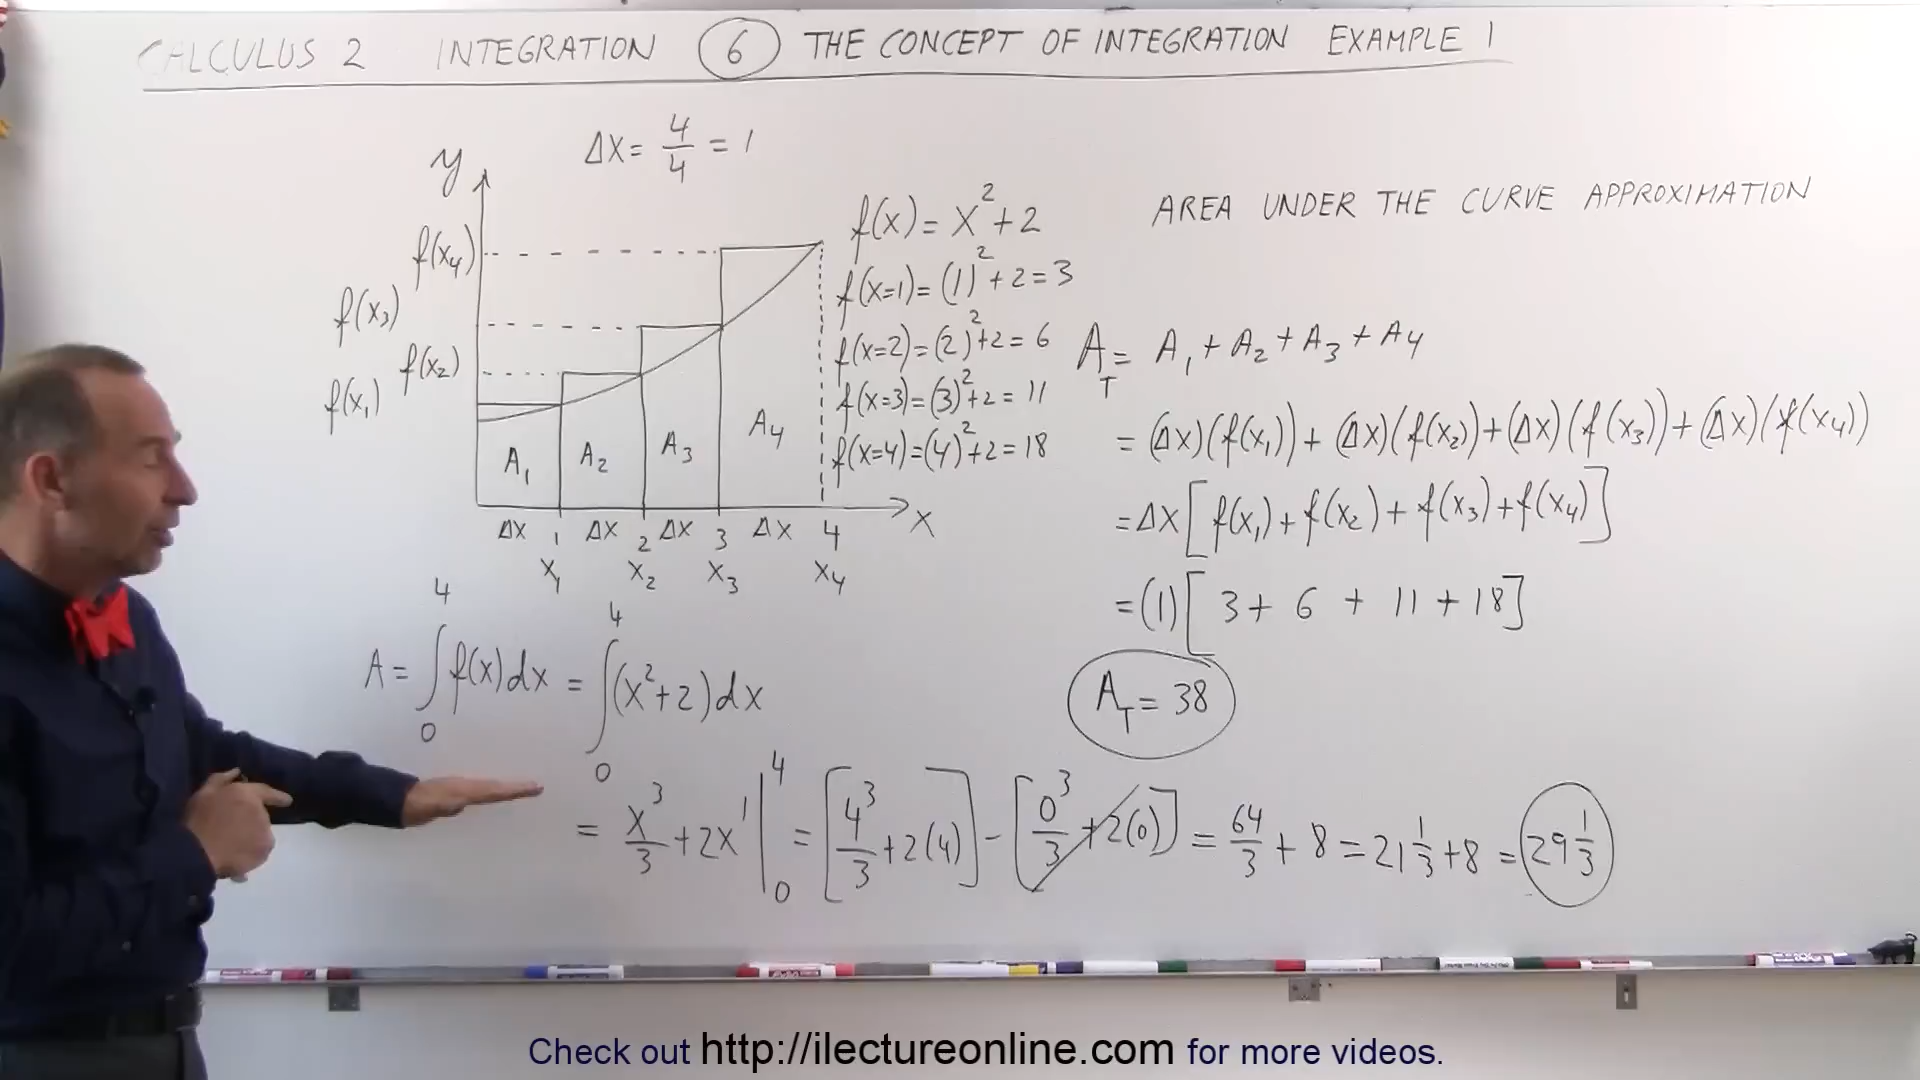 CALCULUS 2 INTEGRATION 6 THE CONCEPT OF INTEGRATION EXAMPLE 1
ΔX = 4/4 = 1
y
f(x₄)
f(x₃)
f(x₂)
f(x₁)
A₁ A₂ A₃ A₄
ΔX 1 ΔX 2 ΔX 3 ΔX 4 X
X₁ X₂ X₃ X₄
f(x) = X² + 2
f(x=1) = (1)² + 2 = 3
f(x=2) = (2)² + 2 = 6
f(x=3) = (3)² + 2 = 11
f(x=4) = (4)² + 2 = 18
AREA UNDER THE CURVE APPROXIMATION
A_T = A₁ + A₂ + A₃ + A₄
= (ΔX)(f(x₁)) + (ΔX)(f(x₂)) + (ΔX)(f(x₃)) + (ΔX)(f(x₄))
= ΔX [f(x₁) + f(x₂) + f(x₃) + f(x₄)]
= (1)[3 + 6 + 11 + 18]
A_T = 38
A = ∫₀⁴ f(x)dx = ∫₀⁴ (x² + 2)dx
= x³/3 + 2x¹ |₀⁴ = [4³/3 + 2(4)] - [0³/3 + 2(0)] = 64/3 + 8 = 21 1/3 + 8 = 29 1/3
Check out http://ilectureonline.com for more videos.